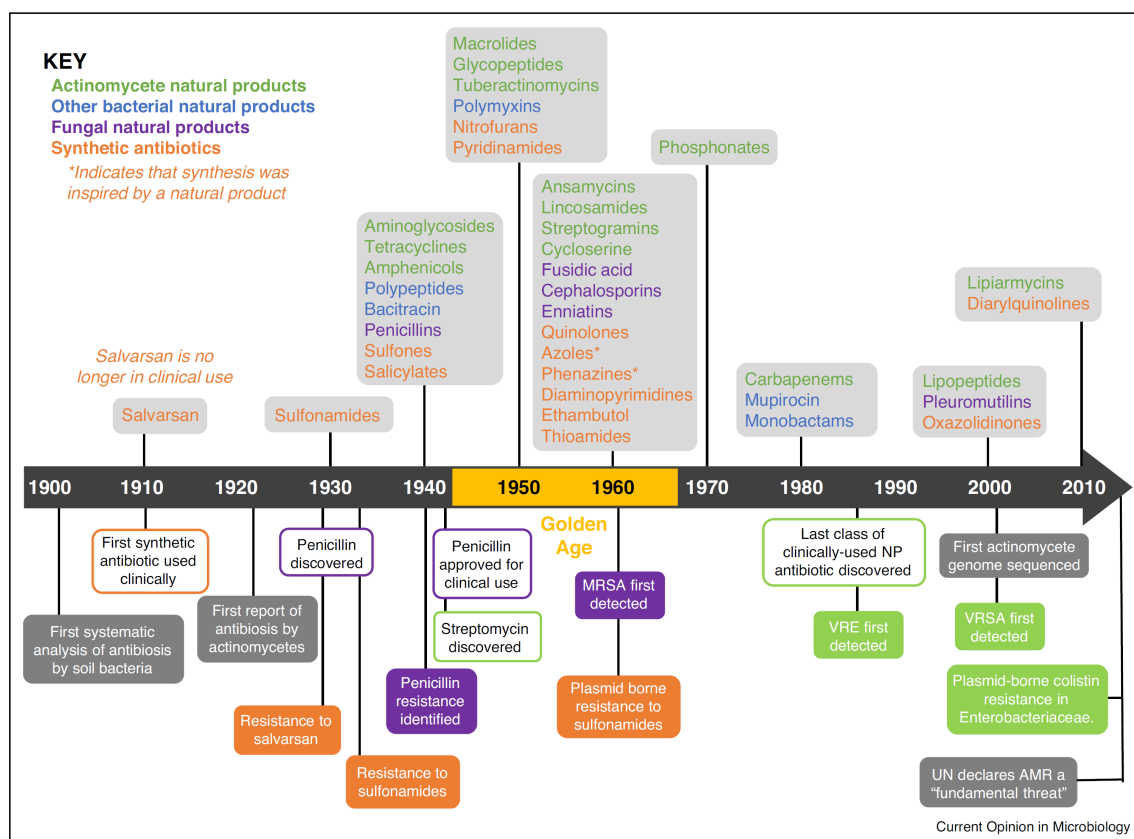 KEY
Actinomycete natural products
Other bacterial natural products
Fungal natural products
Synthetic antibiotics
*Indicates that synthesis was
inspired by a natural product
Macrolides
Glycopeptides
Tuberactinomycins
Polymyxins
Nitrofurans
Pyridinamides
Phosphonates
Aminoglycosides
Tetracyclines
Amphenicols
Polypeptides
Bacitracin
Penicillins
Sulfones
Salicylates
Ansamycins
Lincosamides
Streptogramins
Cycloserine
Fusidic acid
Cephalosporins
Enniatins
Quinolones
Azoles*
Phenazines*
Diaminopyrimidines
Ethambutol
Thioamides
Lipiarmycins
Diarylquinolines
Salvarsan is no
longer in clinical use
Salvarsan
Sulfonamides
Carbapenems
Mupirocin
Monobactams
Lipopeptides
Pleuromutilins
Oxazolidinones
1900 1910 1920 1930 1940 1950 1960 1970 1980 1990 2000 2010
Golden
Age
First synthetic
antibiotic used
clinically
Penicillin
discovered
Penicillin
approved for
clinical use
Last class of
clinically-used NP
antibiotic discovered
First actinomycete
genome sequenced
First systematic
analysis of antibiosis
by soil bacteria
First report of
antibiosis by
actinomycetes
Streptomycin
discovered
MRSA first
detected
VRE first
detected
VRSA first
detected
Resistance to
salvarsan
Penicillin
resistance
identified
Plasmid borne
resistance to
sulfonamides
Plasmid-borne colistin
resistance in
Enterobacteriaceae.
Resistance to
sulfonamides
UN declares AMR a
“fundamental threat”
Current Opinion in Microbiology